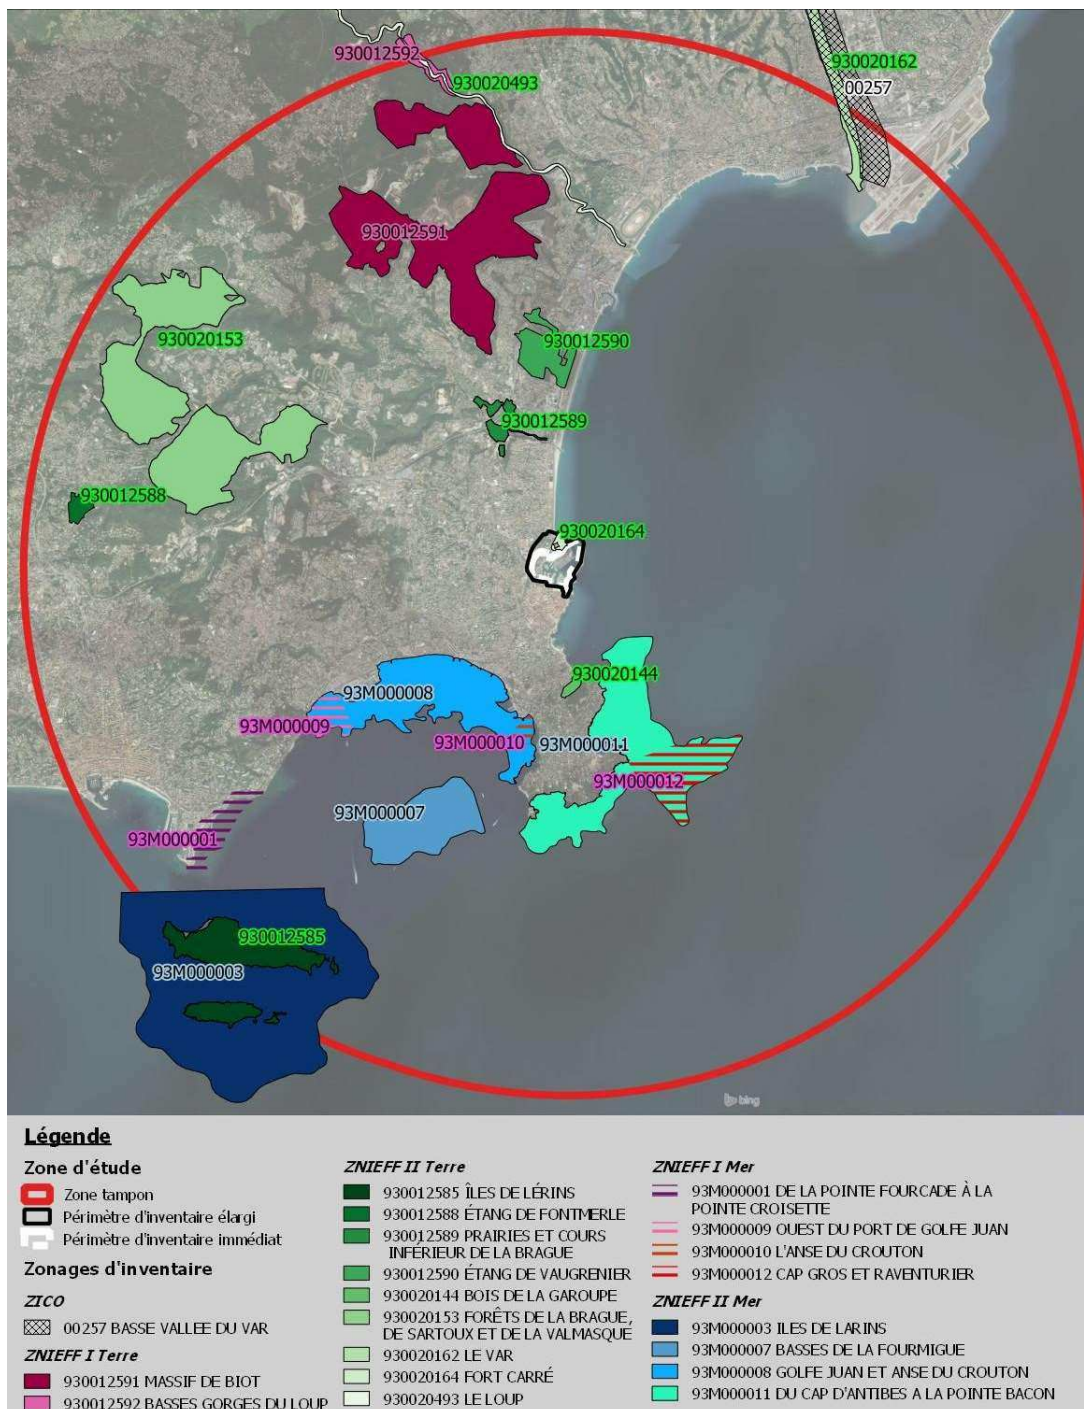 930012592
930020493
930020162
00257
930012591
930020153
930012590
930012589
930012588
930020164
930020144
93M000008
93M000009
93M000010
93M000011
93M000012
93M000007
93M000001
930012585
93M000003
bing
Légende
Zone d'étude
Zone tampon
Périmètre d'inventaire élargi
Périmètre d'inventaire immédiat
Zonages d'inventaire
ZICO
00257 BASSE VALLEE DU VAR
ZNIEFF I Terre
930012591 MASSIF DE BIOT
930012592 BASSES GORGES DU LOUP
ZNIEFF II Terre
930012585 ÎLES DE LÉRINS
930012588 ÉTANG DE FONTMERLE
930012589 PRAIRIES ET COURS
INFÉRIEUR DE LA BRAGUE
930012590 ÉTANG DE VAUGRENIER
930020144 BOIS DE LA GAROUPE
930020153 FORÊTS DE LA BRAGUE,
DE SARTOUX ET DE LA VALMASQUE
930020162 LE VAR
930020164 FORT CARRÉ
930020493 LE LOUP
ZNIEFF I Mer
93M000001 DE LA POINTE FOURCADE À LA
POINTE CROISETTE
93M000009 OUEST DU PORT DE GOLFE JUAN
93M000010 L'ANSE DU CROUTON
93M000012 CAP GROS ET RAVENTURIER
ZNIEFF II Mer
93M000003 ILES DE LARINS
93M000007 BASSES DE LA FOURMIGUE
93M000008 GOLFE JUAN ET ANSE DU CROUTON
93M000011 DU CAP D'ANTIBES A LA POINTE BACON